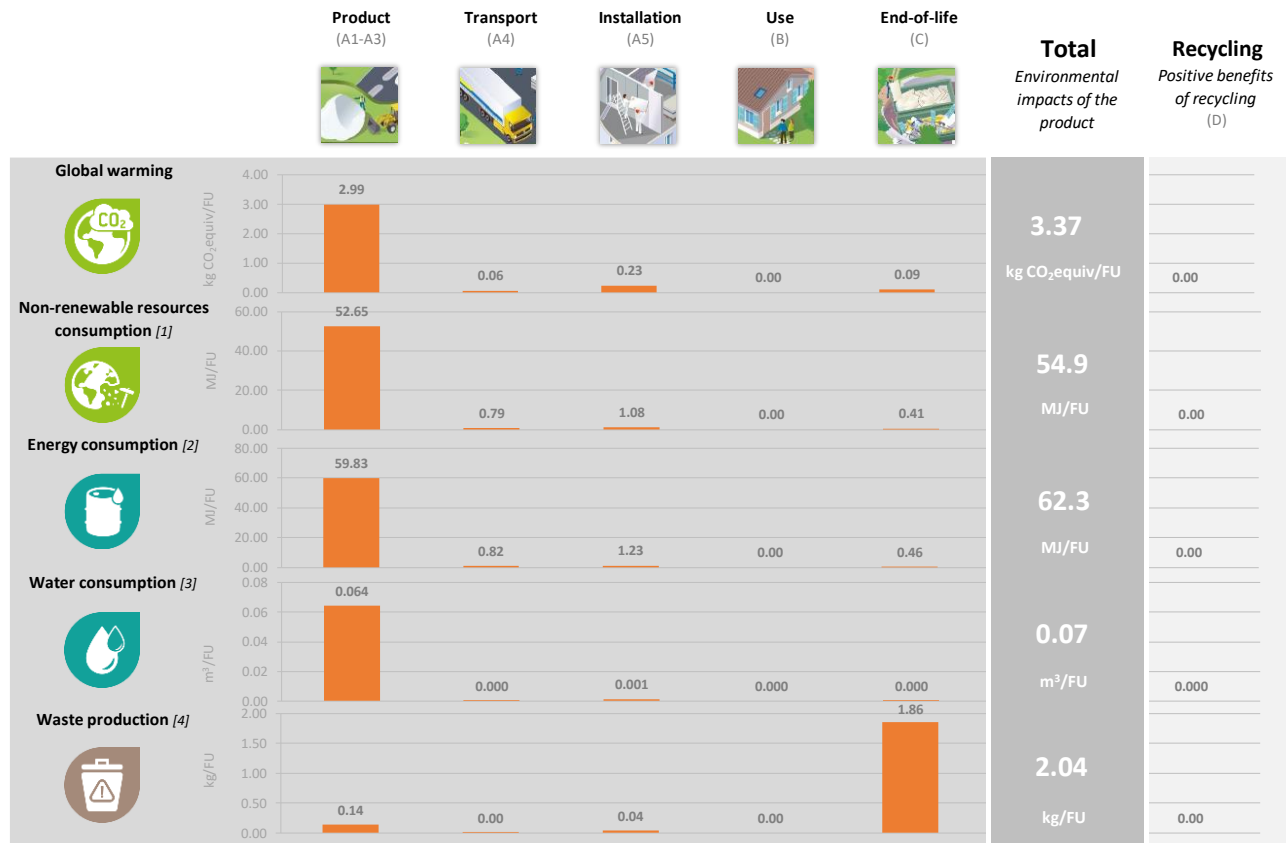 Product
(A1-A3)
Transport
(A4)
Installation
(A5)
Use
(B)
End-of-life
(C)
Total
Environmental
impacts of the
product
Recycling
Positive benefits
of recycling
(D)
Global warming
CO₂
kg CO₂equiv/FU
4.00
3.00
2.00
1.00
0.00
2.99
0.06
0.23
0.00
0.09
3.37
kg CO₂equiv/FU
0.00
Non-renewable resources
consumption [1]
MJ/FU
60.00
40.00
20.00
0.00
52.65
0.79
1.08
0.00
0.41
54.9
MJ/FU
0.00
Energy consumption [2]
MJ/FU
80.00
60.00
40.00
20.00
0.00
59.83
0.82
1.23
0.00
0.46
62.3
MJ/FU
0.00
Water consumption [3]
m³/FU
0.08
0.06
0.04
0.02
0.00
0.064
0.000
0.001
0.000
0.000
0.07
m³/FU
0.000
Waste production [4]
kg/FU
2.00
1.50
1.00
0.50
0.00
0.14
0.00
0.04
0.00
1.86
2.04
kg/FU
0.00